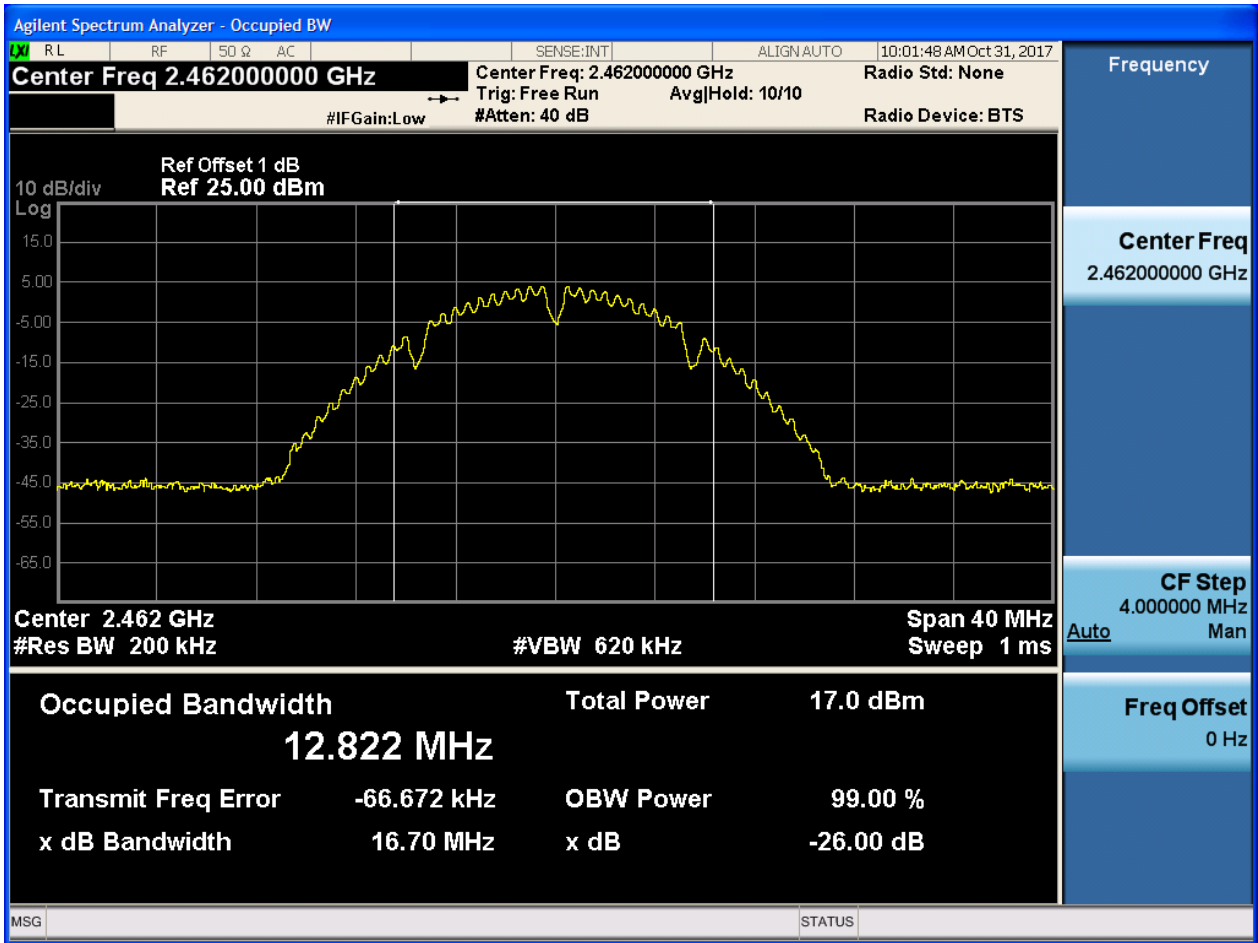 Agilent Spectrum Analyzer - Occupied BW
LXI RL RF 50 Ω AC SENSE:INT ALIGN AUTO 10:01:48 AM Oct 31, 2017
Center Freq 2.462000000 GHz
Center Freq: 2.462000000 GHz
Radio Std: None
Trig: Free Run
Avg|Hold: 10/10
#IFGain:Low
#Atten: 40 dB
Radio Device: BTS
Ref Offset 1 dB
10 dB/div
Ref 25.00 dBm
Log
15.0
5.00
-5.00
-15.0
-25.0
-35.0
-45.0
-55.0
-65.0
Center 2.462 GHz
Span 40 MHz
#Res BW 200 kHz
#VBW 620 kHz
Sweep 1 ms
Occupied Bandwidth
Total Power
17.0 dBm
12.822 MHz
Transmit Freq Error
-66.672 kHz
OBW Power
99.00 %
x dB Bandwidth
16.70 MHz
x dB
-26.00 dB
MSG
STATUS
Frequency
Center Freq
2.462000000 GHz
CF Step
4.000000 MHz
Auto
Man
Freq Offset
0 Hz